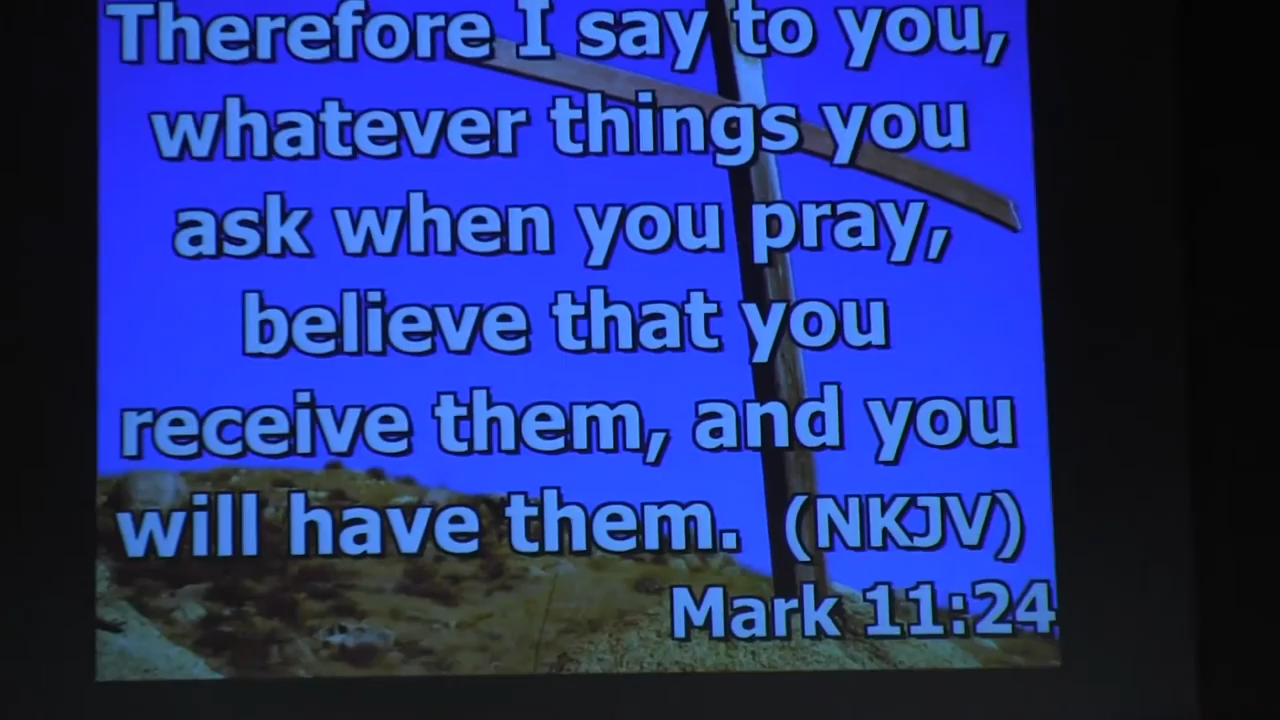 Therefore I say to you,
whatever things you
ask when you pray,
believe that you
receive them, and you
will have them. (NKJV)
Mark 11:24